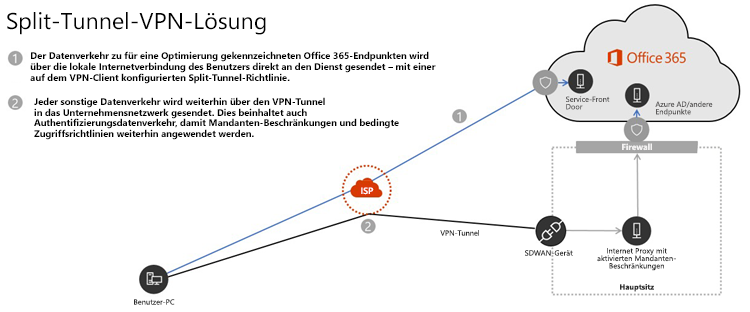 Split-Tunnel-VPN-Lösung
1 Der Datenverkehr zu für eine Optimierung gekennzeichneten Office 365-Endpunkten wird
über die lokale Internetverbindung des Benutzers direkt an den Dienst gesendet – mit einer
auf dem VPN-Client konfigurierten Split-Tunnel-Richtlinie.
2 Jeder sonstige Datenverkehr wird weiterhin über den VPN-Tunnel
in das Unternehmensnetzwerk gesendet. Dies beinhaltet auch
Authentifizierungsdatenverkehr, damit Mandanten-Beschränkungen und bedingte
Zugriffsrichtlinien weiterhin angewendet werden.
Office 365
Service-Front
Door
Azure AD/andere
Endpunkte
1
Firewall
ISP
2
VPN-Tunnel
SDWAN-Gerät
Internet Proxy mit
aktivierten Mandanten-
Beschränkungen
Hauptsitz
Benutzer-PC